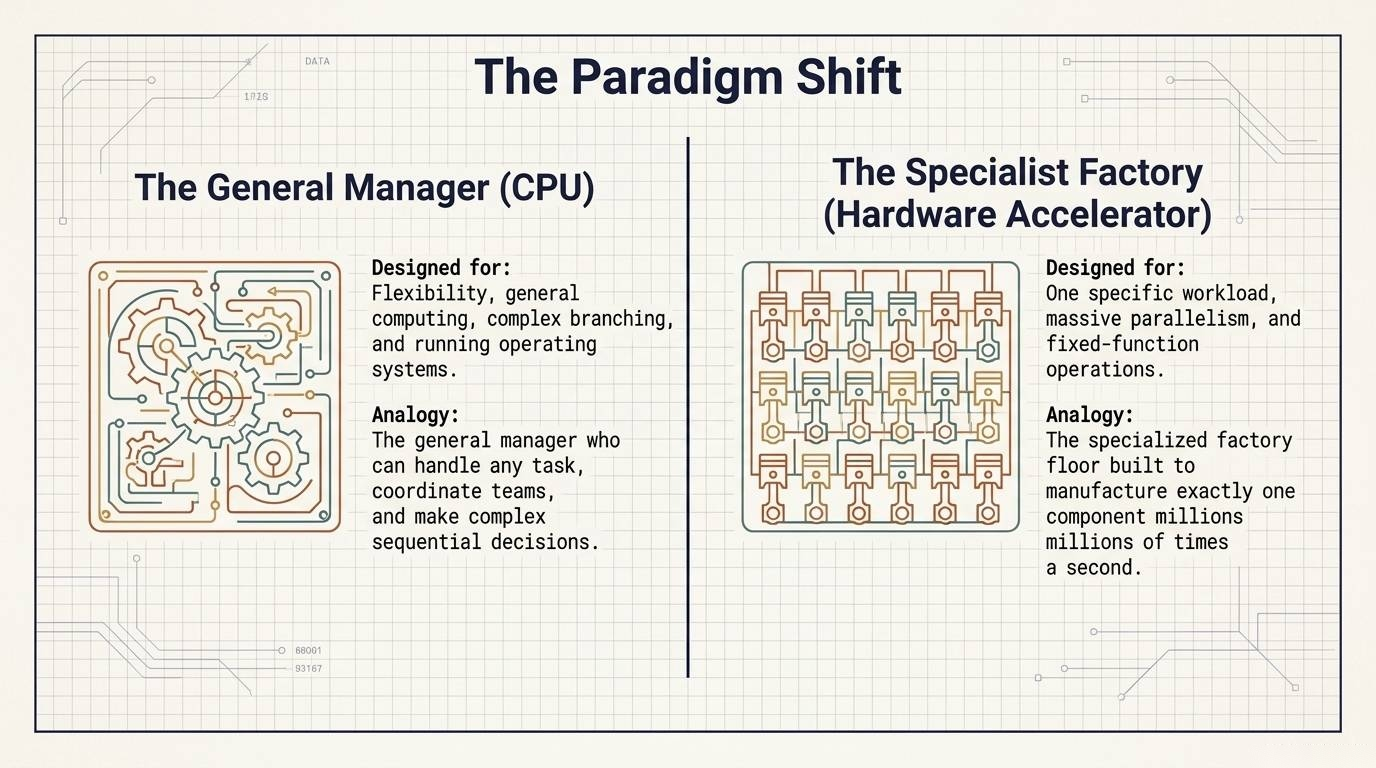 DATA
The Paradigm Shift
The General Manager (CPU)
Designed for:
Flexibility, general
computing, complex branching,
and running operating
systems.
Analogy:
The general manager who
can handle any task,
coordinate teams,
and make complex
sequential decisions.
93167
The Specialist Factory
(Hardware Accelerator)
Designed for:
One specific workload,
massive parallelism, and
fixed-function
operations.
Analogy:
The specialized factory
floor built to
manufacture exactly one
component millions
millions of times
a second.